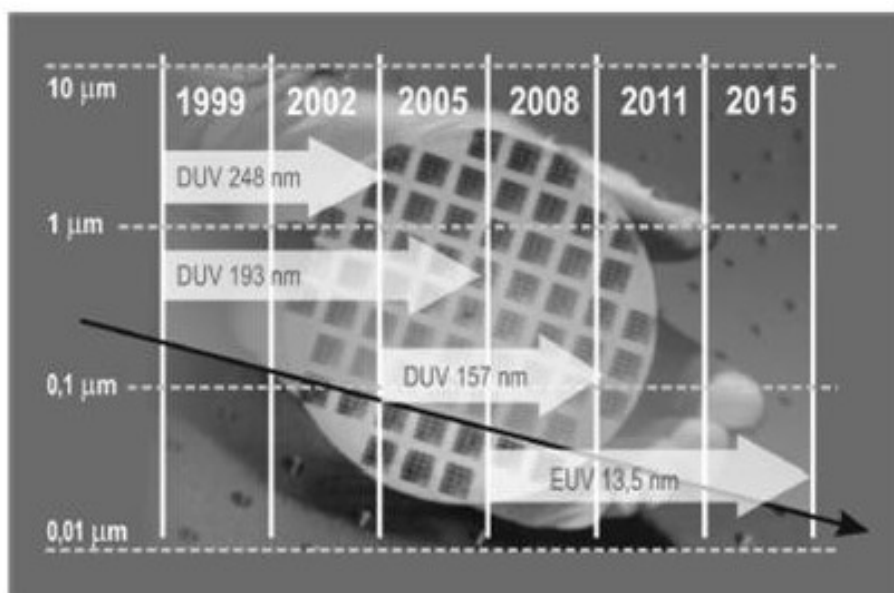 10 µm
1999 2002 2005 2008 2011 2015
DUV 248 nm
1 µm
DUV 193 nm
0,1 µm
DUV 157 nm
EUV 13,5 nm
0,01 µm